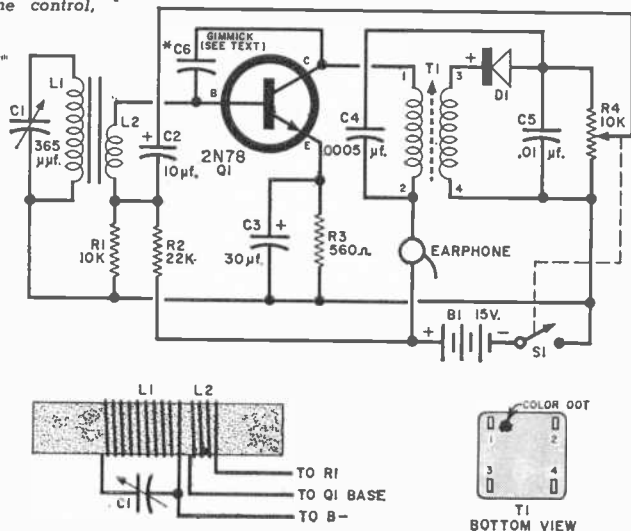 ne control,
*C6
GIMMICK
(SEE TEXT)
L1
C1
365
μμf.
L2
C2
10μf.
B
C
E
2N78
Q1
C4
.0005
μf.
1
T1
3
2
4
D1
C5
.01
μf.
R4
10K
R1
10K
R2
22K
C3
30μf.
R3
560Ω
EARPHONE
B1 15V.
S1
L1
L2
C1
TO R1
TO Q1 BASE
TO B-
COLOR DOT
1
2
3
4
T1
BOTTOM VIEW